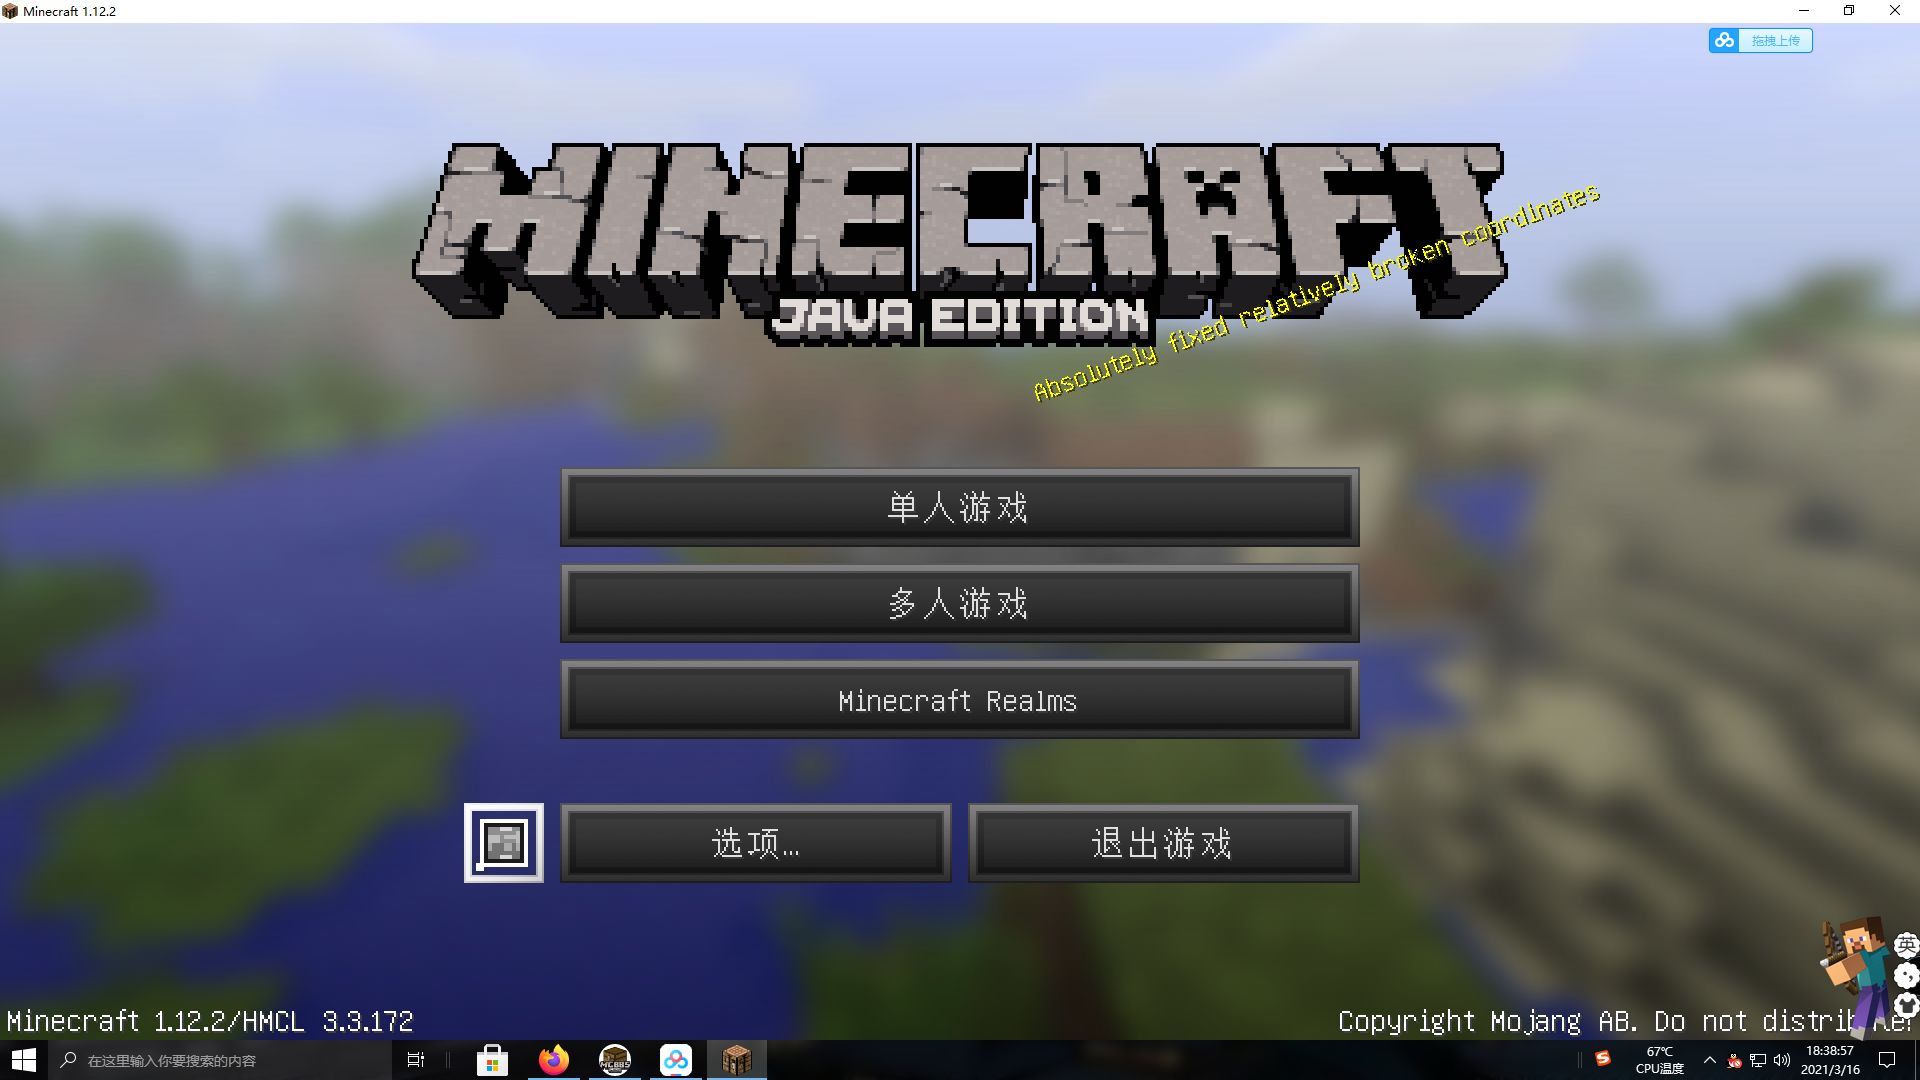 Minecraft 1.12.2
拖拽上传
MINECRAFT
JAVA EDITION
Absolutely fixed relatively broken coordinates
单人游戏
多人游戏
Minecraft Realms
选项...
退出游戏
英
Minecraft 1.12.2/HMCL 3.3.172
Copyright Mojang AB. Do not
在这里输入你要搜索的内容
MCBBS
67℃
CPU温度
18:38:57
2021/3/16